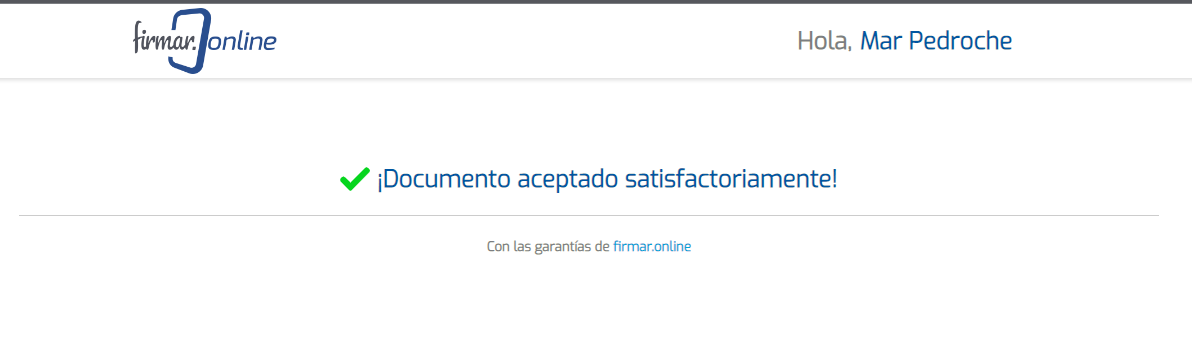 firmar.online
Hola, Mar Pedroche
¡Documento aceptado satisfactoriamente!
Con las garantías de firmar.online